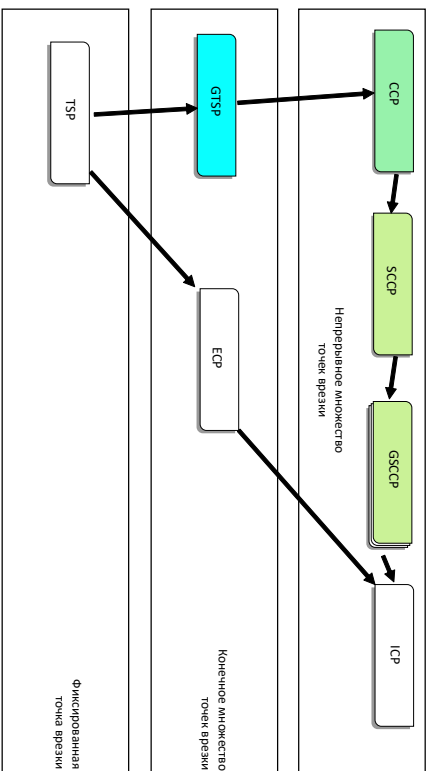 CCP
SCCP
GSCCP
ICP
Непрерывное множество
точек врезки
GTSP
ECP
Конечное множество
точек врезки
TSP
Фиксированная
точка врезки